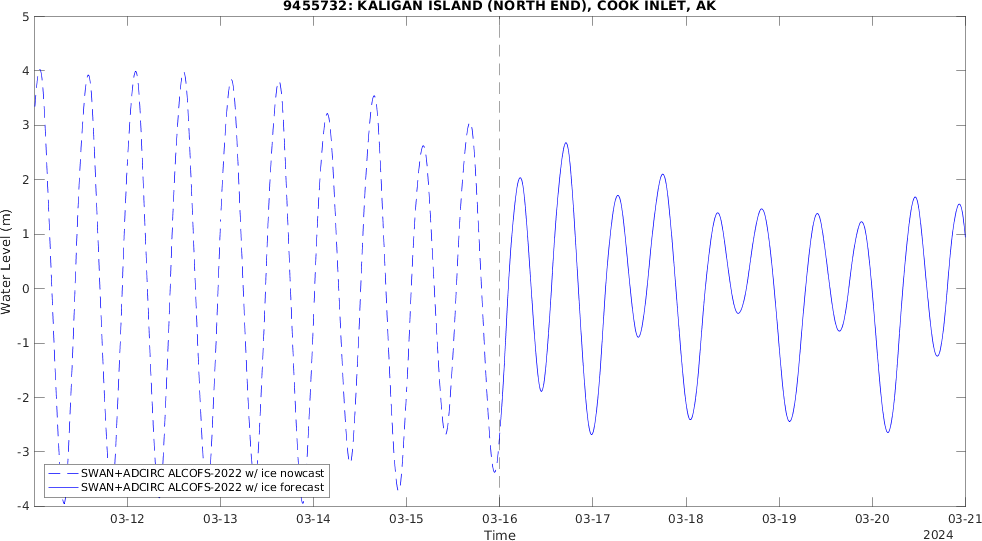 9455732: KALIGAN ISLAND (NORTH END), COOK INLET, AK
Water Level (m)
5
4
3
2
1
0
-1
-2
-3
-4
SWAN+ADCIRC ALCOFS-2022 w/ ice nowcast
SWAN+ADCIRC ALCOFS-2022 w/ ice forecast
03-12 03-13 03-14 03-15 03-16 03-17 03-18 03-19 03-20 03-21
Time
2024